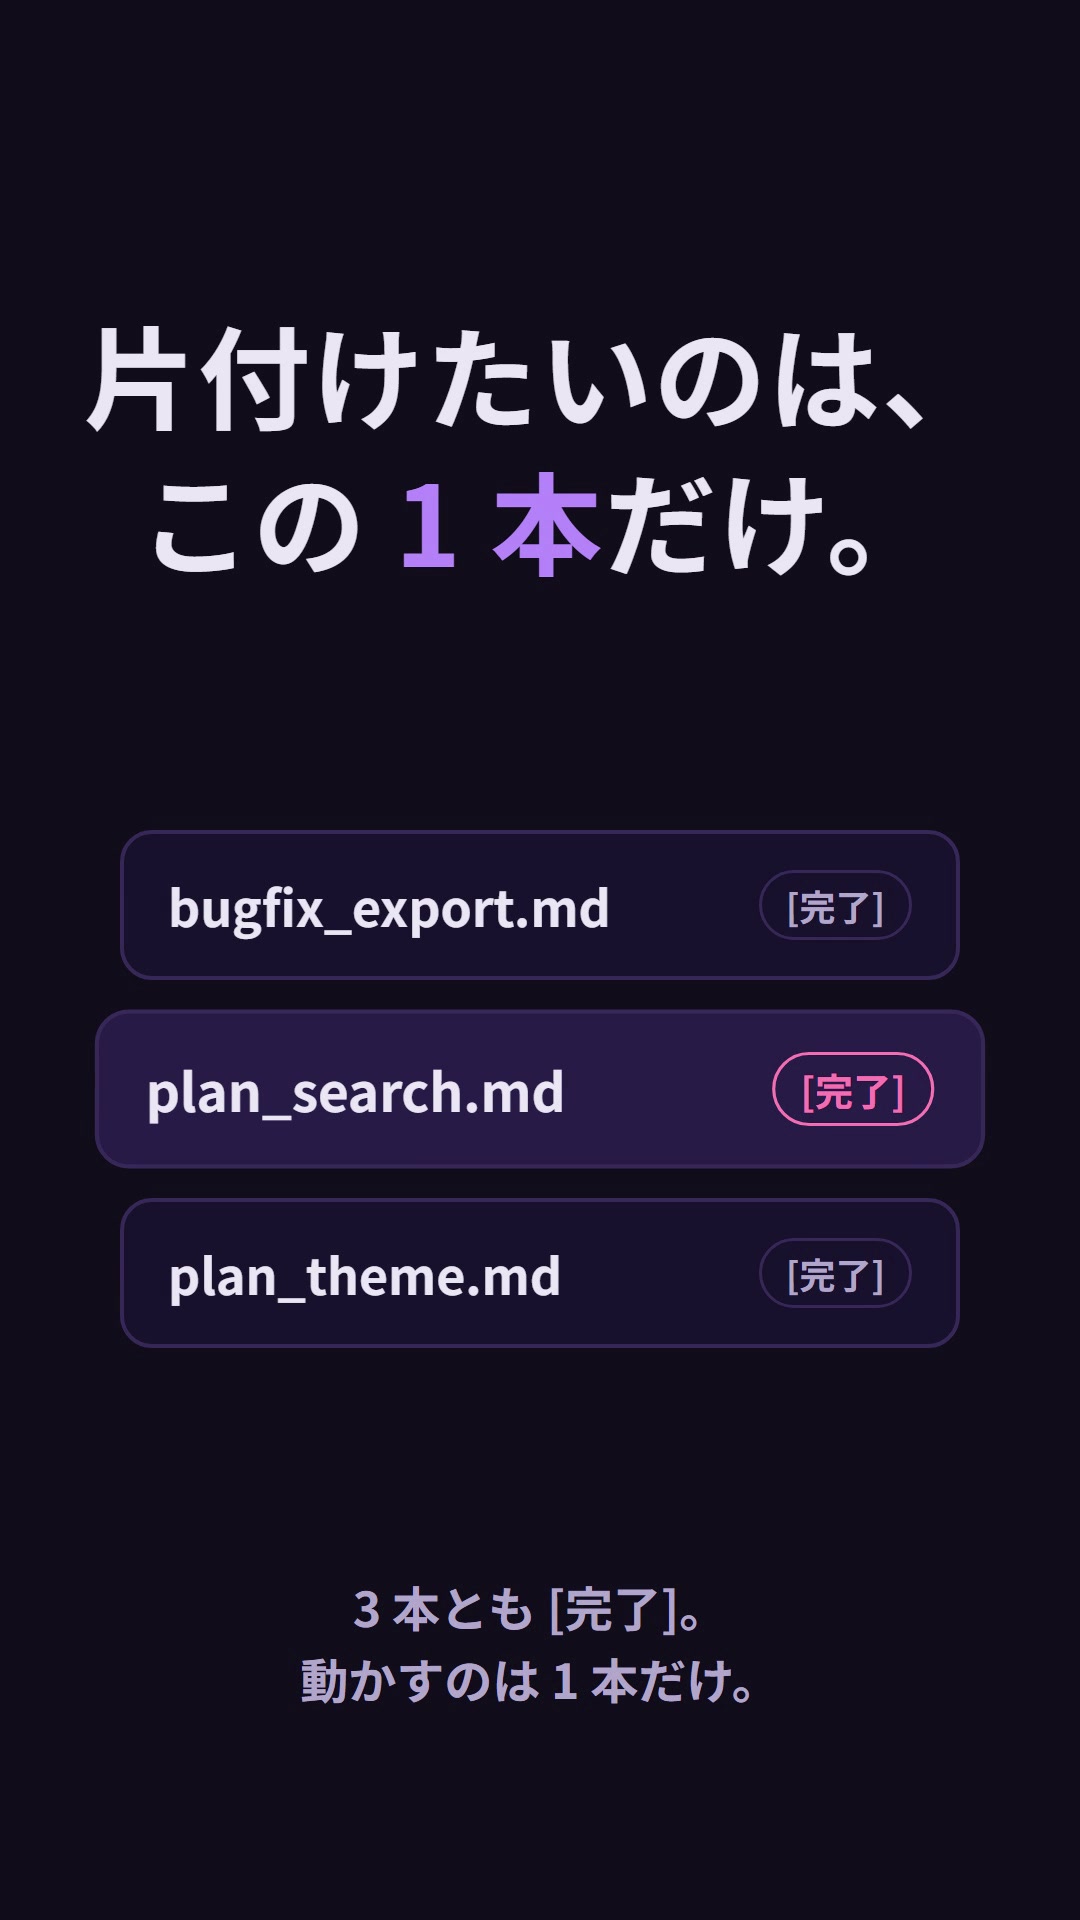 片付けたいのは、
この 1 本だけ。
bugfix_export.md [完了]
plan_search.md [完了]
plan_theme.md [完了]
3 本とも [完了]。
動かすのは 1 本だけ。